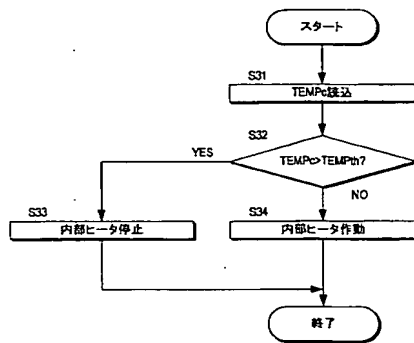 スタート
S31
TEMPc読込
S32
TEMPc>TEMPth?
YES
NO
S33
内部ヒータ停止
S34
内部ヒータ作動
終了